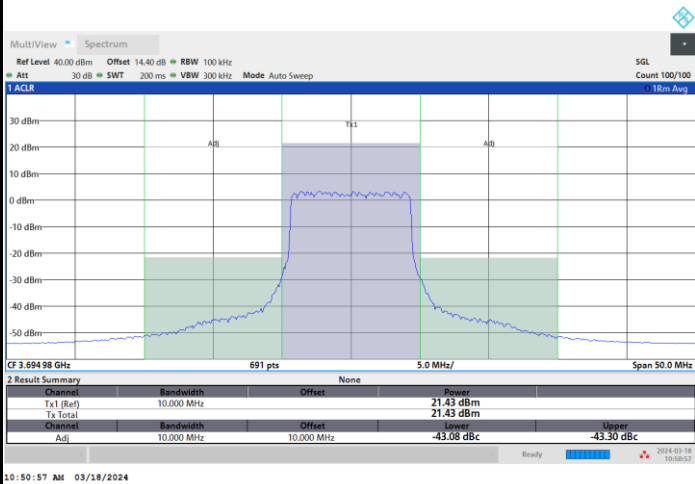 MultiView Spectrum
Ref Level 40.00 dBm Offset 14.40 dB RBW 100 kHz SGL
Att 30 dB SWT 200 ms VBW 300 kHz Mode Auto Sweep Count 100/100
1 ACLR 1Rm Avg
30 dBm
Tx1
20 dBm Adj Adj
10 dBm
0 dBm
-10 dBm
-20 dBm
-30 dBm
-40 dBm
-50 dBm
CF 3.694 98 GHz 691 pts 5.0 MHz/ Span 50.0 MHz
2 Result Summary None
Channel Bandwidth Offset Power
Tx1 (Ref) 10.000 MHz 21.43 dBm
Tx Total 21.43 dBm
Channel Bandwidth Offset Lower Upper
Adj 10.000 MHz 10.000 MHz -43.08 dBc -43.30 dBc
Ready 2024-03-18
10:50:57
10:50:57 AM 03/18/2024